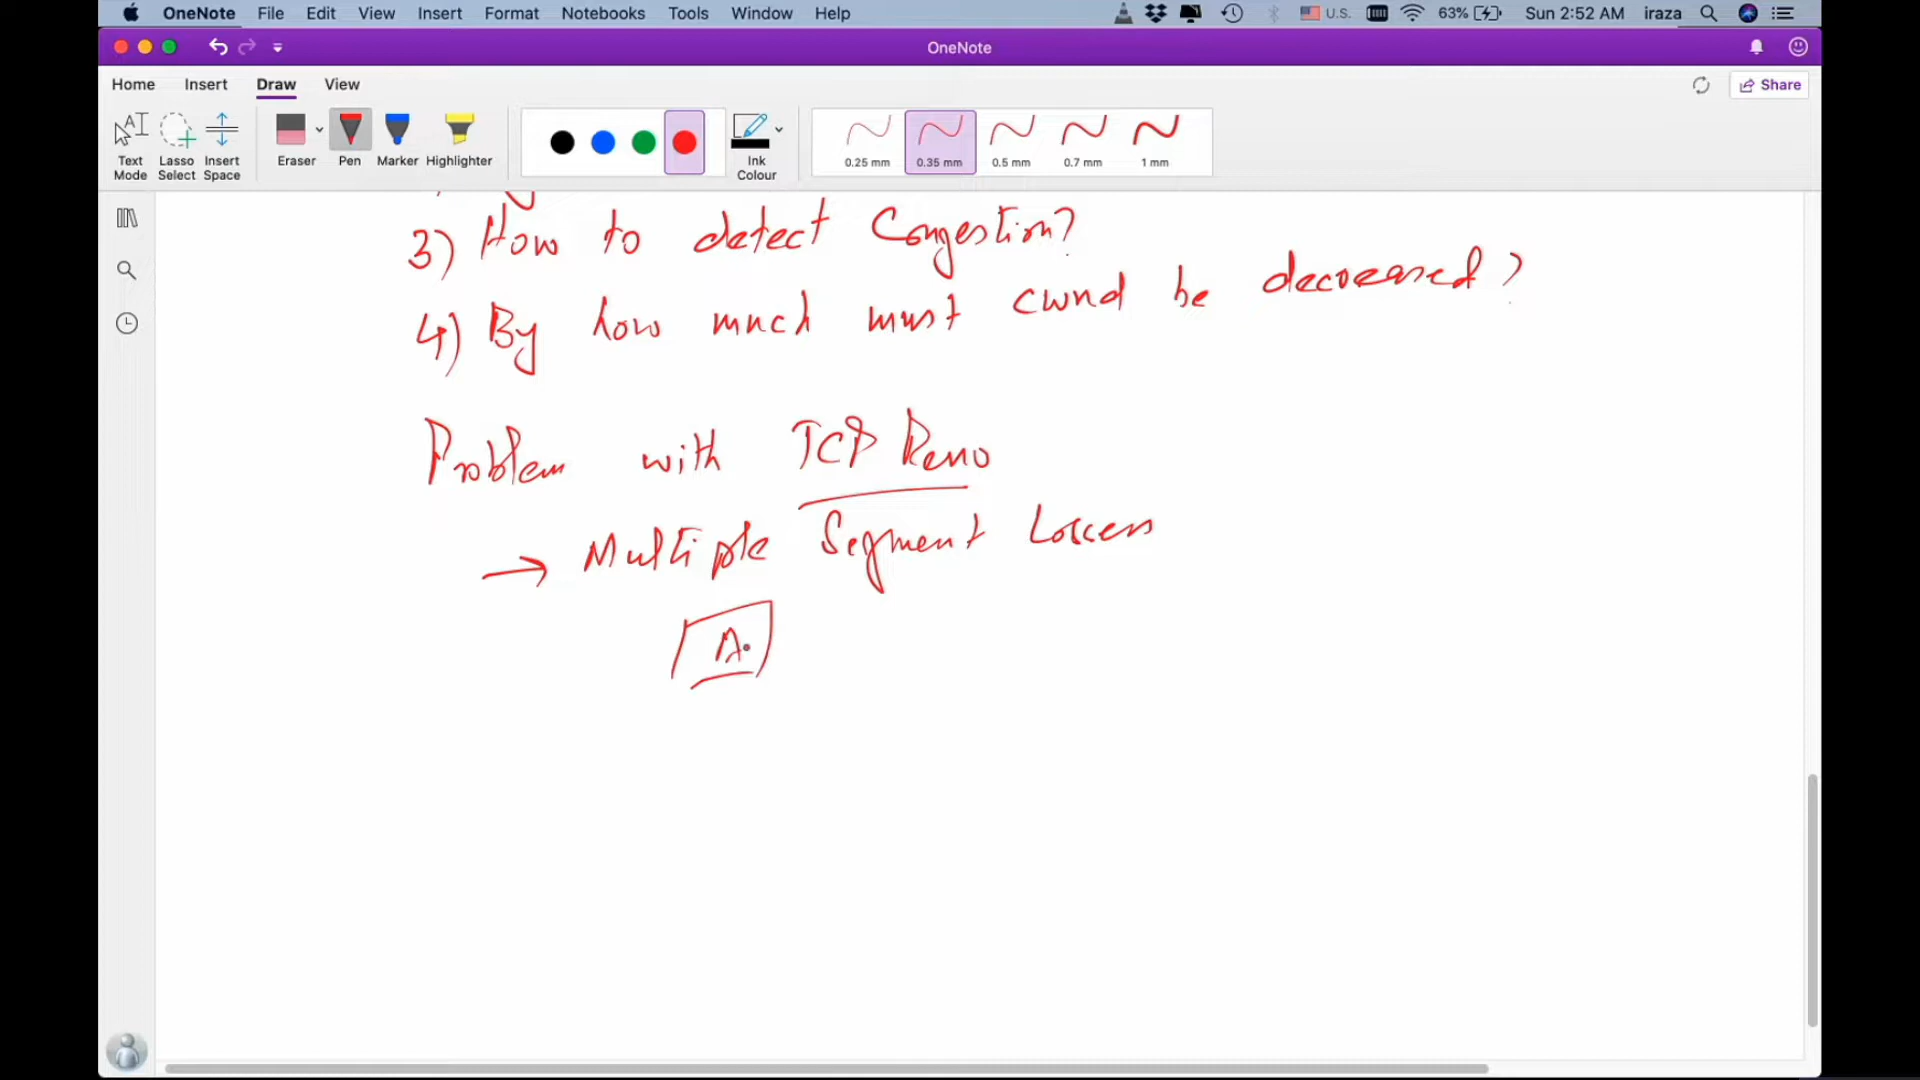 OneNote File Edit View Insert Format Notebooks Tools Window Help U.S. 63% Sun 2:52 AM iraza
OneNote
Home Insert Draw View Share
Text Mode Lasso Select Insert Space Eraser Pen Marker Highlighter Ink Colour 0.25 mm 0.35 mm 0.5 mm 0.7 mm 1 mm
3) How to detect Congestion?
4) By how much must cwnd be decreased?
Problem with TCP Reno
→ Multiple Segment Losses
A